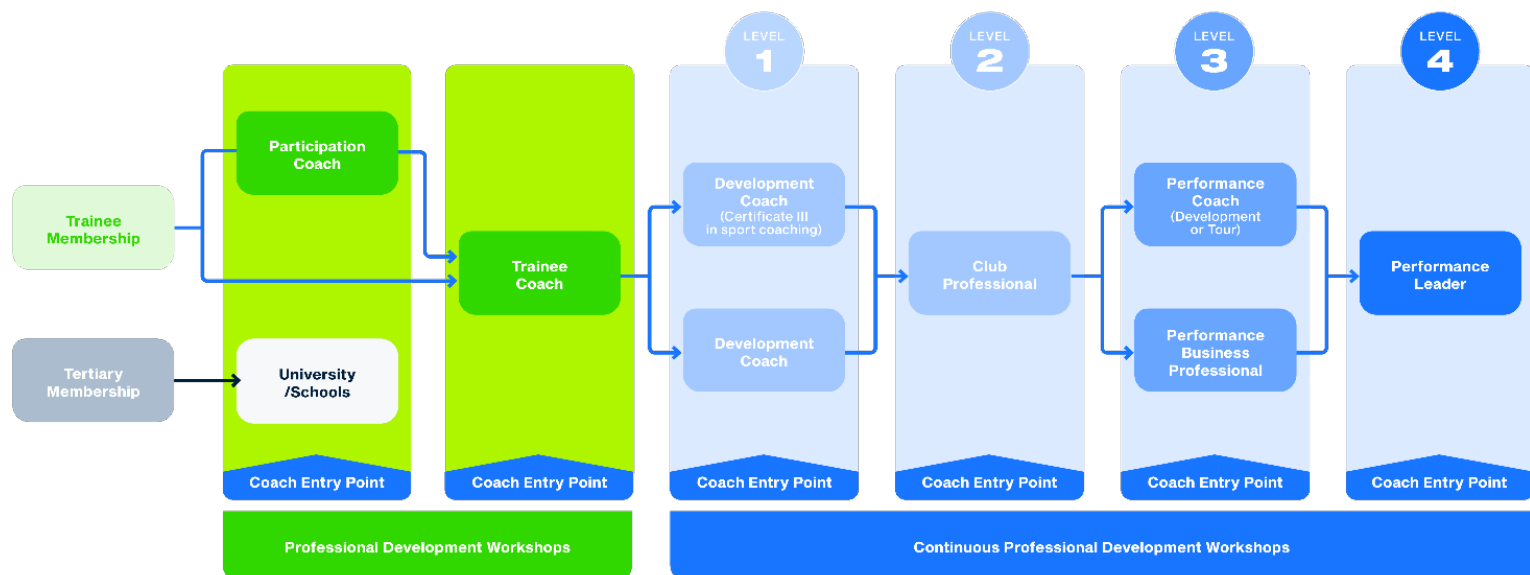 LEVEL
1
LEVEL
2
LEVEL
3
LEVEL
4
Trainee
Membership
Tertiary
Membership
Participation
Coach
University
/Schools
Trainee
Coach
Development
Coach
(Certificate III
in sport coaching)
Development
Coach
Club
Professional
Performance
Coach
(Development
or Tour)
Performance
Business
Professional
Performance
Leader
Coach Entry Point
Coach Entry Point
Coach Entry Point
Coach Entry Point
Coach Entry Point
Coach Entry Point
Professional Development Workshops
Continuous Professional Development Workshops